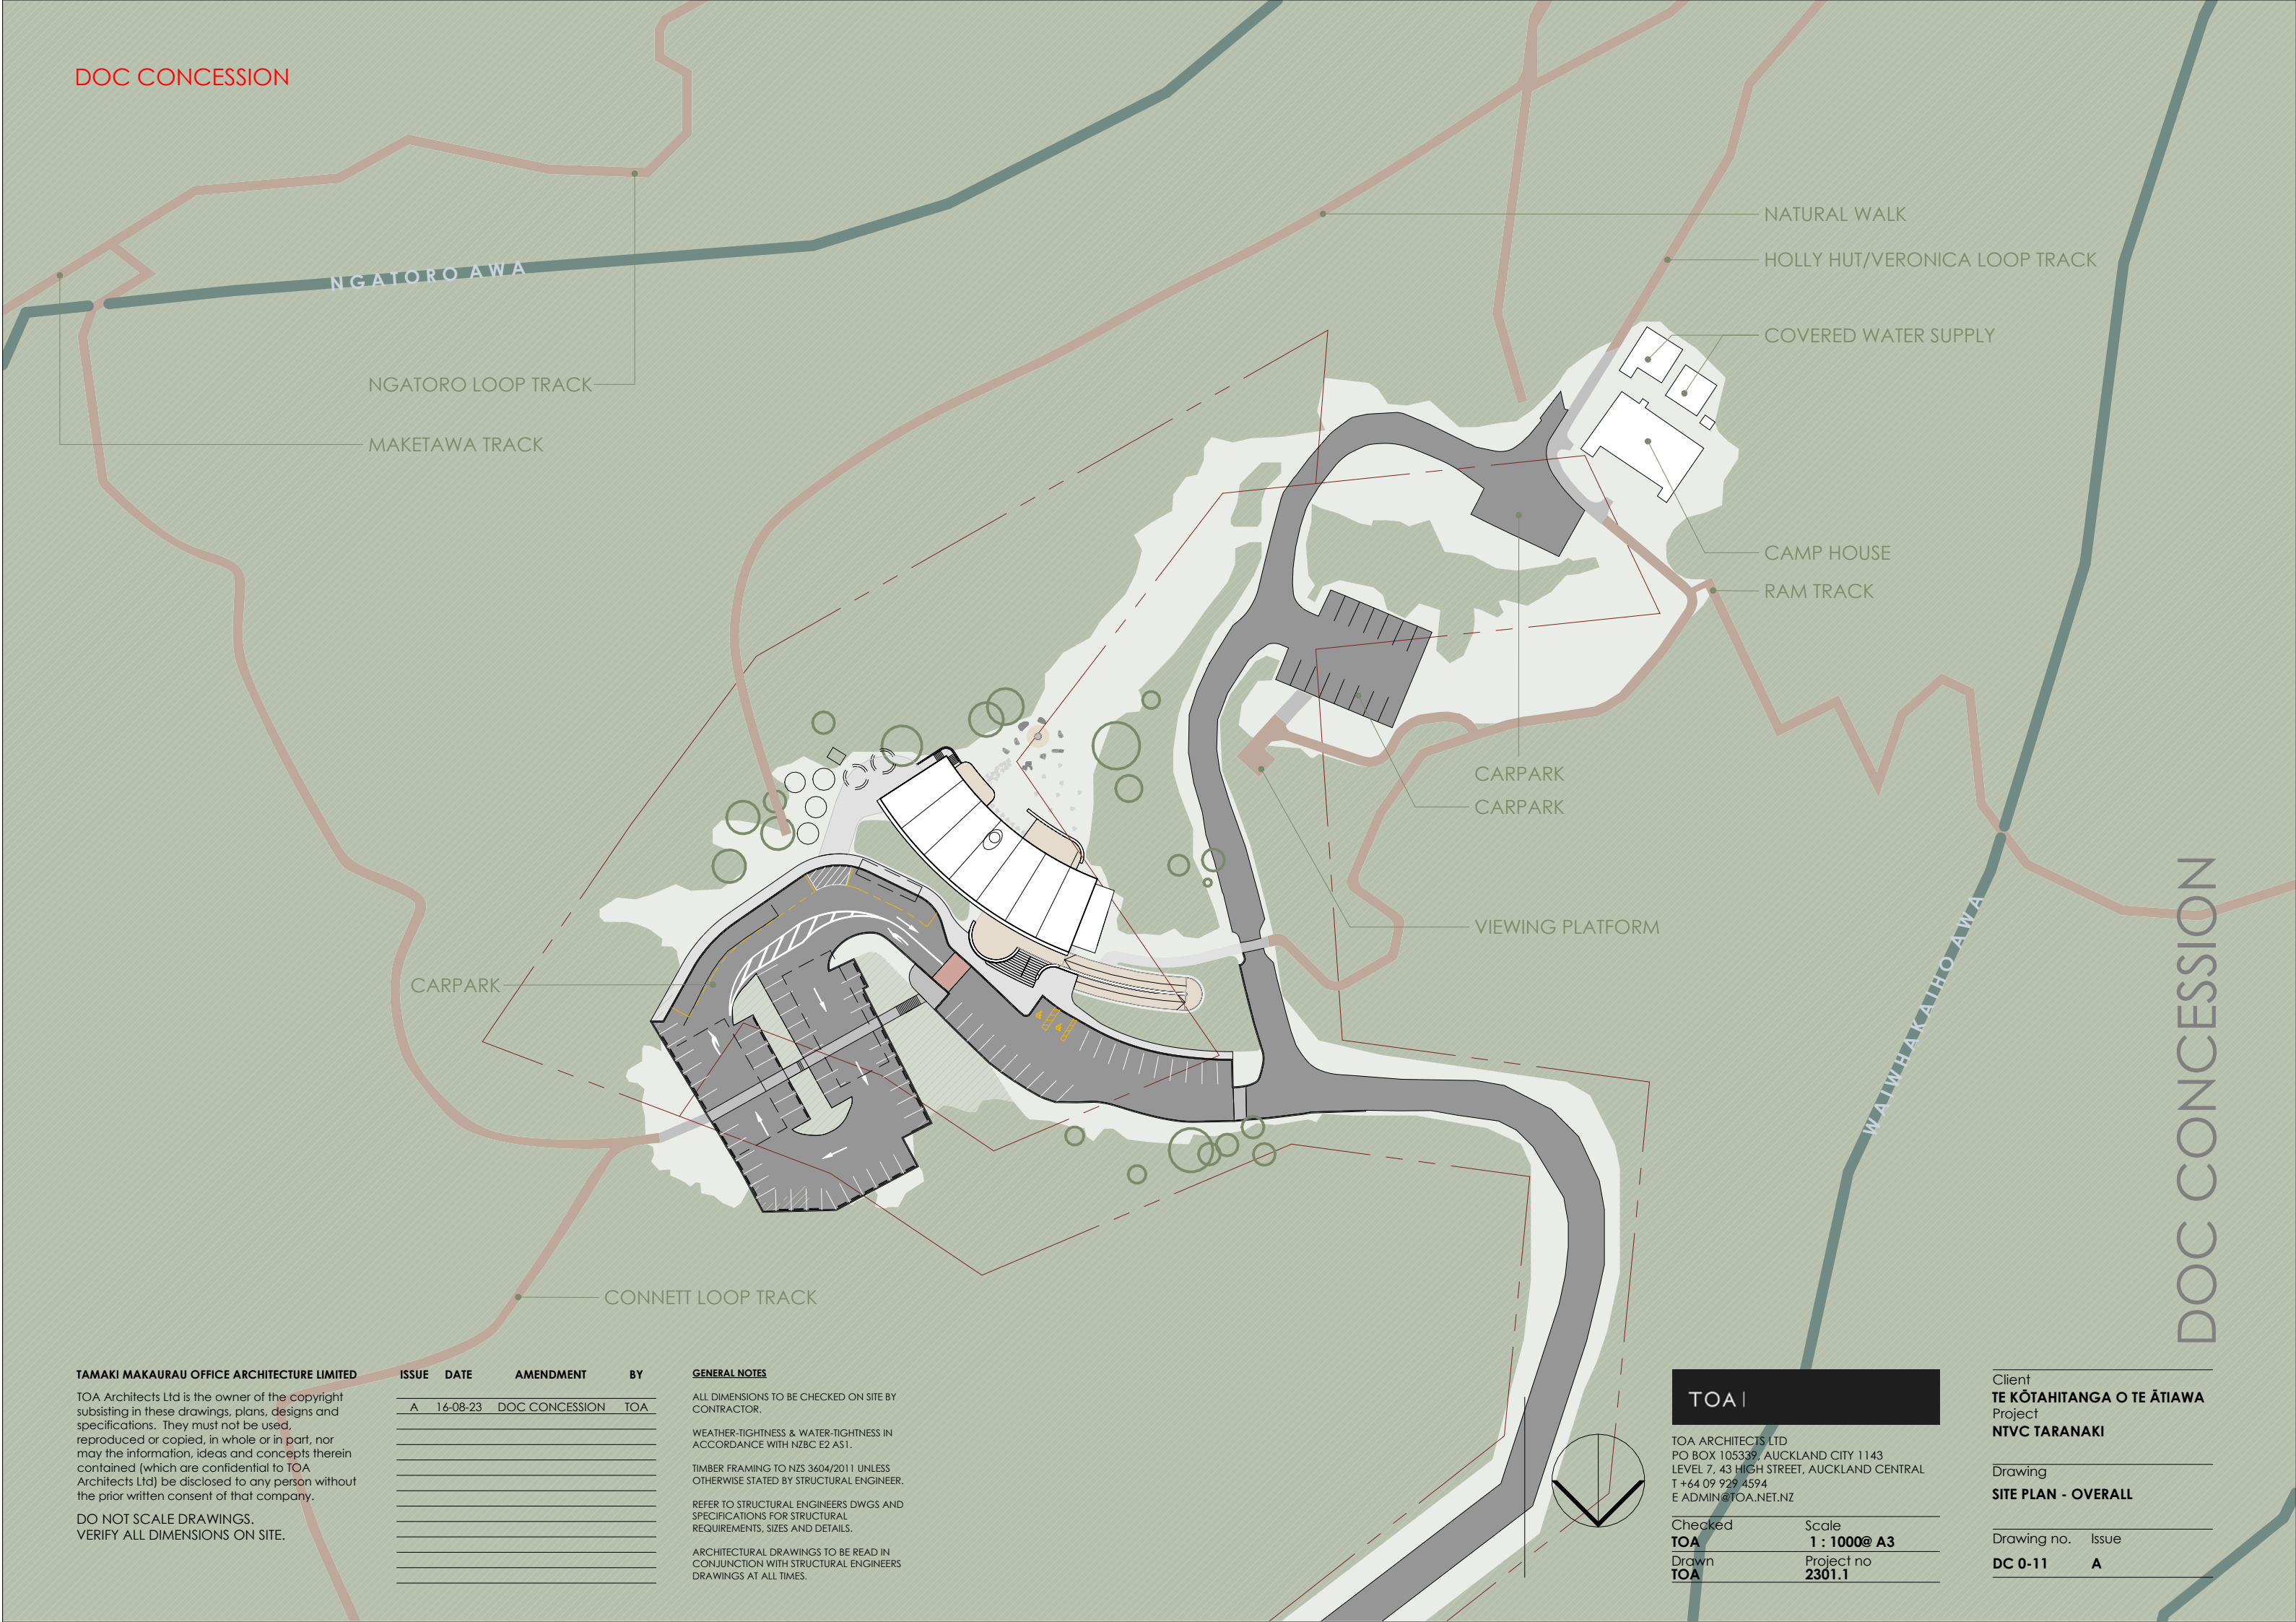 DOC CONCESSION
NATURAL WALK
HOLLY HUT/VERONICA LOOP TRACK
NGATORO AWA
COVERED WATER SUPPLY
NGATORO LOOP TRACK
MAKETAWA TRACK
CAMP HOUSE
RAM TRACK
CARPARK
CARPARK
VIEWING PLATFORM
CARPARK
WAIWHAKAIHO AWA
DOC CONCESSION
CONNETT LOOP TRACK
TAMAKI MAKAURAU OFFICE ARCHITECTURE LIMITED
TOA Architects Ltd is the owner of the copyright
subsisting in these drawings, plans, designs and
specifications. They must not be used,
reproduced or copied, in whole or in part, nor
may the information, ideas and concepts therein
contained (which are confidential to TOA
Architects Ltd) be disclosed to any person without
the prior written consent of that company.
DO NOT SCALE DRAWINGS.
VERIFY ALL DIMENSIONS ON SITE.
ISSUE DATE AMENDMENT BY
A 16-08-23 DOC CONCESSION TOA
GENERAL NOTES
ALL DIMENSIONS TO BE CHECKED ON SITE BY
CONTRACTOR.
WEATHER-TIGHTNESS & WATER-TIGHTNESS IN
ACCORDANCE WITH NZBC E2 AS1.
TIMBER FRAMING TO NZS 3604/2011 UNLESS
OTHERWISE STATED BY STRUCTURAL ENGINEER.
REFER TO STRUCTURAL ENGINEERS DWGS AND
SPECIFICATIONS FOR STRUCTURAL
REQUIREMENTS, SIZES AND DETAILS.
ARCHITECTURAL DRAWINGS TO BE READ IN
CONJUNCTION WITH STRUCTURAL ENGINEERS
DRAWINGS AT ALL TIMES.
TOA
TOA ARCHITECTS LTD
PO BOX 105339, AUCKLAND CITY 1143
LEVEL 7, 43 HIGH STREET, AUCKLAND CENTRAL
T +64 09 929 4594
E ADMIN@TOA.NET.NZ
Checked Scale
TOA 1 : 1000@ A3
Drawn Project no
TOA 2301.1
Client
TE KŌTAHITANGA O TE ĀTIAWA
Project
NTVC TARANAKI
Drawing
SITE PLAN - OVERALL
Drawing no. Issue
DC 0-11 A